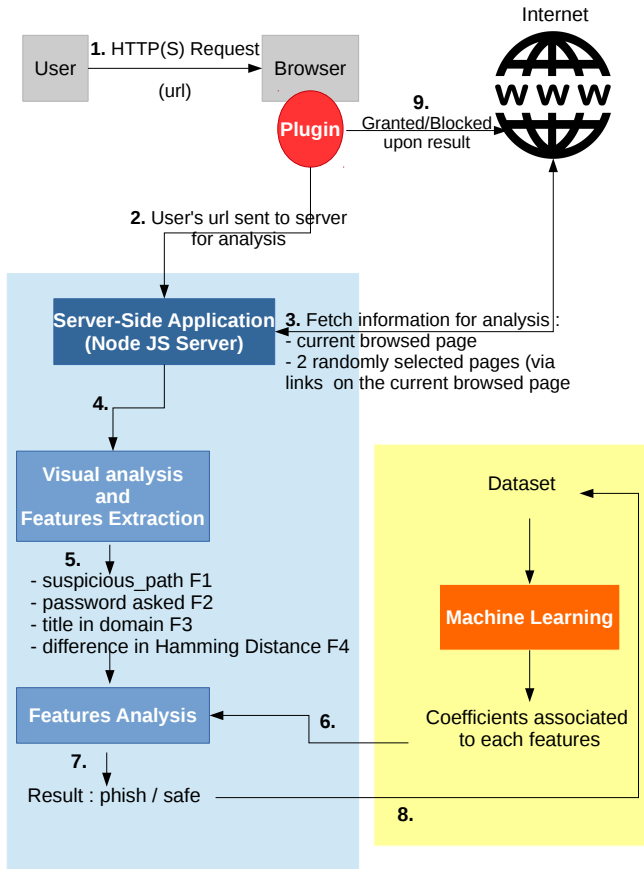 Internet
1. HTTP(S) Request
User
Browser
(url)
W W W
9.
Plugin
Granted/Blocked
upon result
2. User's url sent to server
for analysis
Server-Side Application
(Node JS Server)
3. Fetch information for analysis :
- current browsed page
- 2 randomly selected pages (via
links on the current browsed page
4.
Visual analysis
and
Features Extraction
Dataset
5.
- suspicious_path F1
- password asked F2
- title in domain F3
- difference in Hamming Distance F4
Machine Learning
Features Analysis
6.
Coefficients associated
to each features
7.
Result : phish / safe
8.